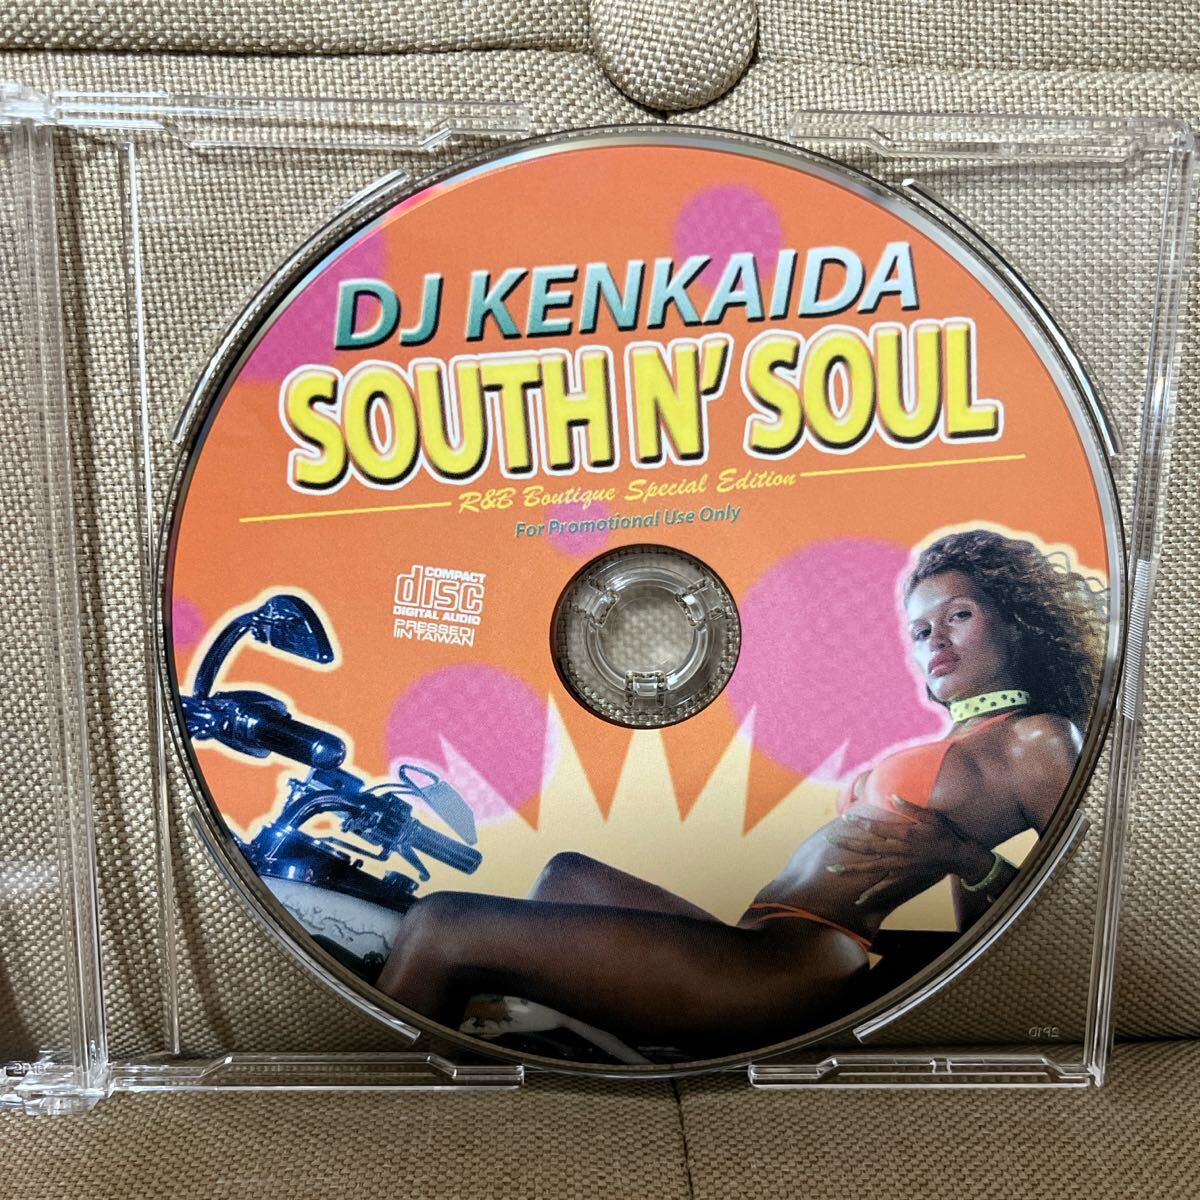 DJ KENKAIDA
SOUTH N' SOUL
R&B Boutique Special Edition
For Promotional Use Only
COMPACT
disc
DIGITAL AUDIO
PRESSED
IN TAIWAN